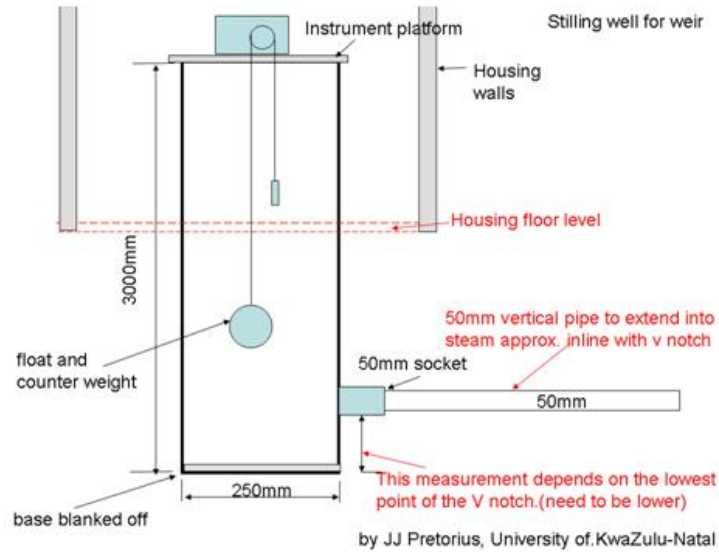 Stilling well for weir
Instrument platform
Housing
walls
Housing floor level
3000mm
50mm vertical pipe to extend into
steam approx. inline with v notch
float and
counter weight
50mm socket
50mm
This measurement depends on the lowest
point of the V notch.(need to be lower)
250mm
base blanked off
by JJ Pretorius, University of.KwaZulu-Natal